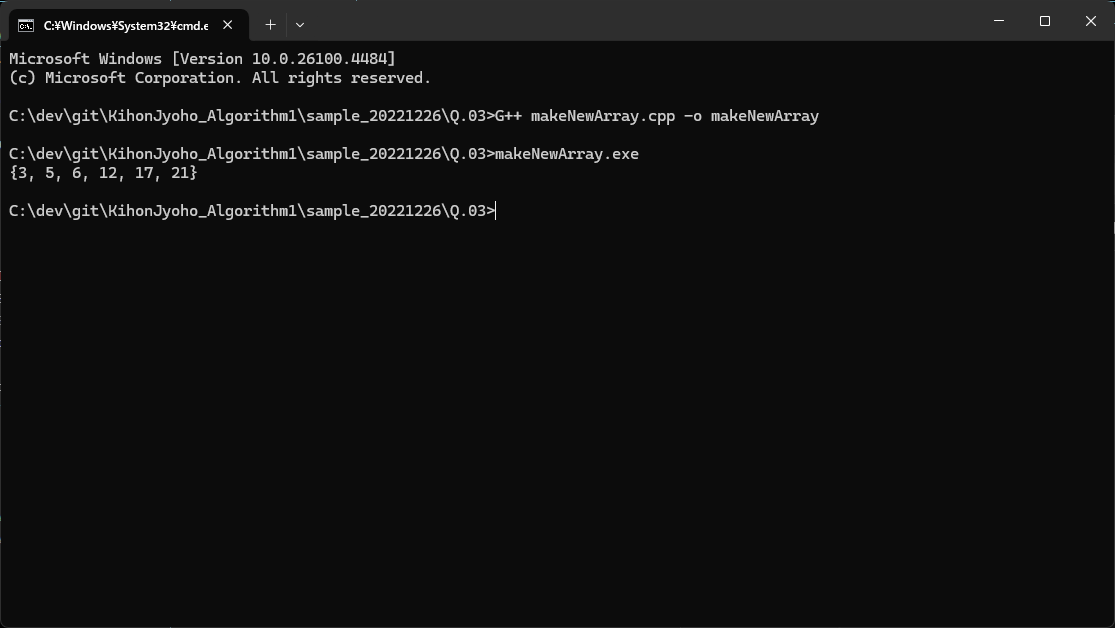 C:¥Windows¥System32¥cmd.e
Microsoft Windows [Version 10.0.26100.4484]
(c) Microsoft Corporation. All rights reserved.
C:\dev\git\KihonJyoho_Algorithm1\sample_20221226\Q.03>G++ makeNewArray.cpp -o makeNewArray
C:\dev\git\KihonJyoho_Algorithm1\sample_20221226\Q.03>makeNewArray.exe
{3, 5, 6, 12, 17, 21}
C:\dev\git\KihonJyoho_Algorithm1\sample_20221226\Q.03>